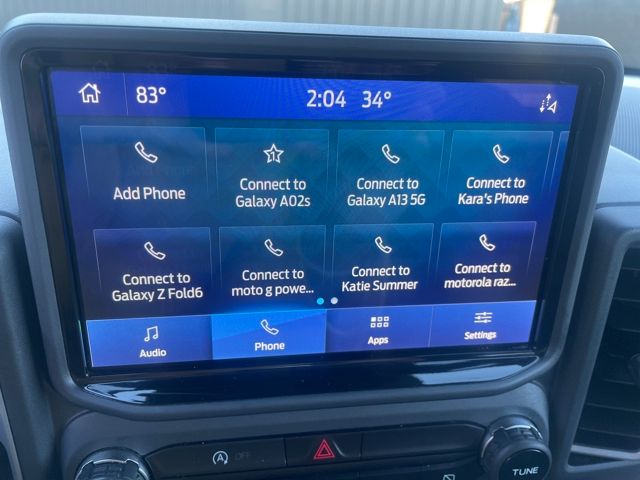 83° 2:04 34°
Add Phone
1
Connect to
Galaxy A02s
Connect to
Galaxy A13 5G
Connect to
Kara's Phone
Connect to
Galaxy Z Fold6
Connect to
moto g powe...
Connect to
Katie Summer
Connect to
motorola raz...
Audio
Phone
Apps
Settings
A OFF
TUNE